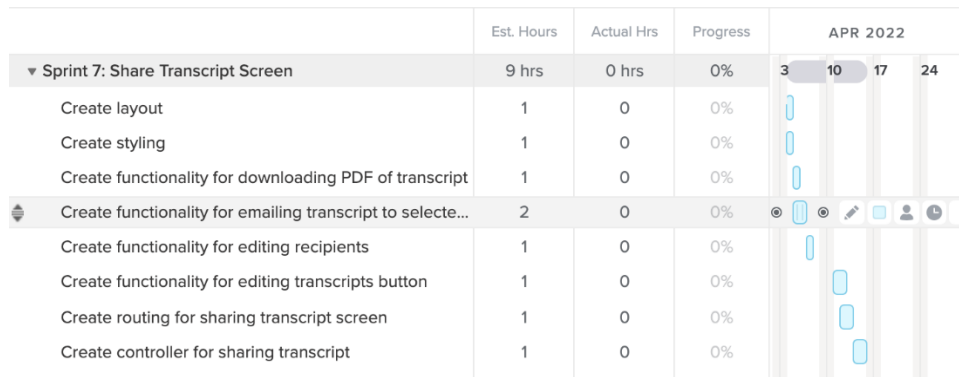 Est. Hours Actual Hrs Progress APR 2022
Sprint 7: Share Transcript Screen 9 hrs 0 hrs 0% 3 10 17 24
Create layout 1 0 0%
Create styling 1 0 0%
Create functionality for downloading PDF of transcript 1 0 0%
Create functionality for emailing transcript to selecte... 2 0 0%
Create functionality for editing recipients 1 0 0%
Create functionality for editing transcripts button 1 0 0%
Create routing for sharing transcript screen 1 0 0%
Create controller for sharing transcript 1 0 0%